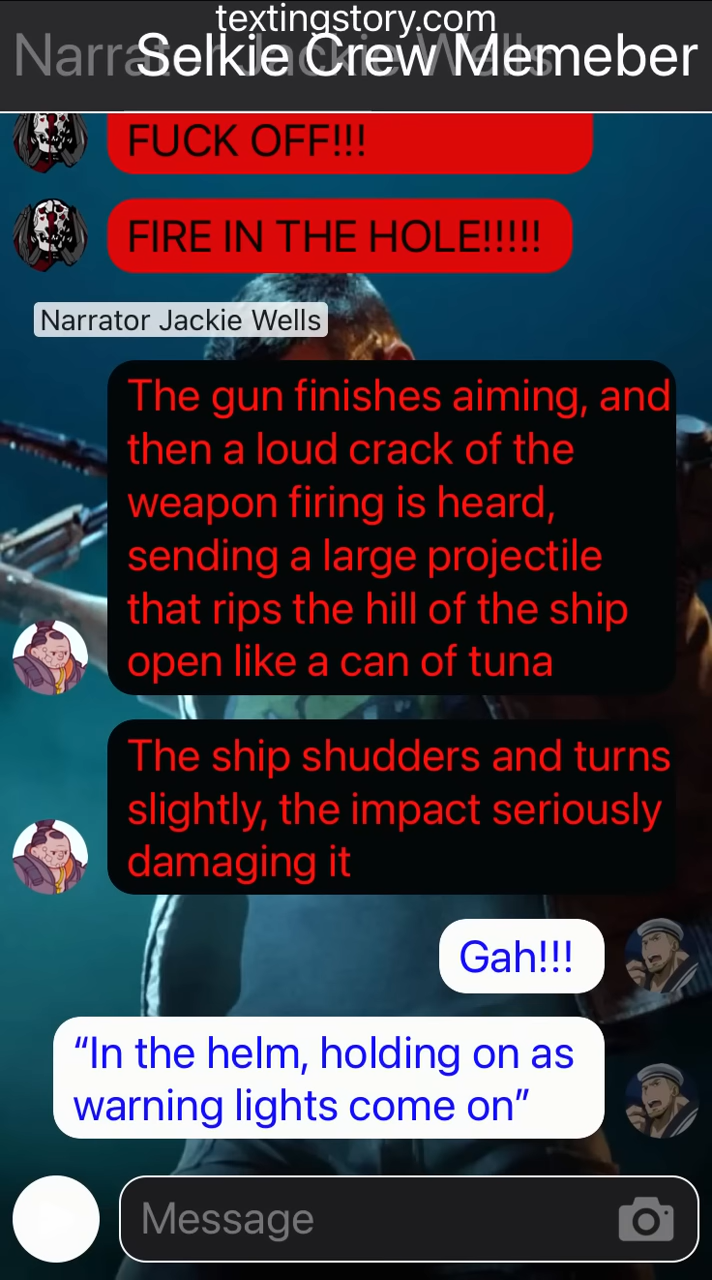 textingstory.com
Narrator Jackie Wells
Selkie Crew Memeber
FUCK OFF!!!
FIRE IN THE HOLE!!!!!
Narrator Jackie Wells
The gun finishes aiming, and
then a loud crack of the
weapon firing is heard,
sending a large projectile
that rips the hill of the ship
open like a can of tuna
The ship shudders and turns
slightly, the impact seriously
damaging it
Gah!!!
“In the helm, holding on as
warning lights come on”
Message